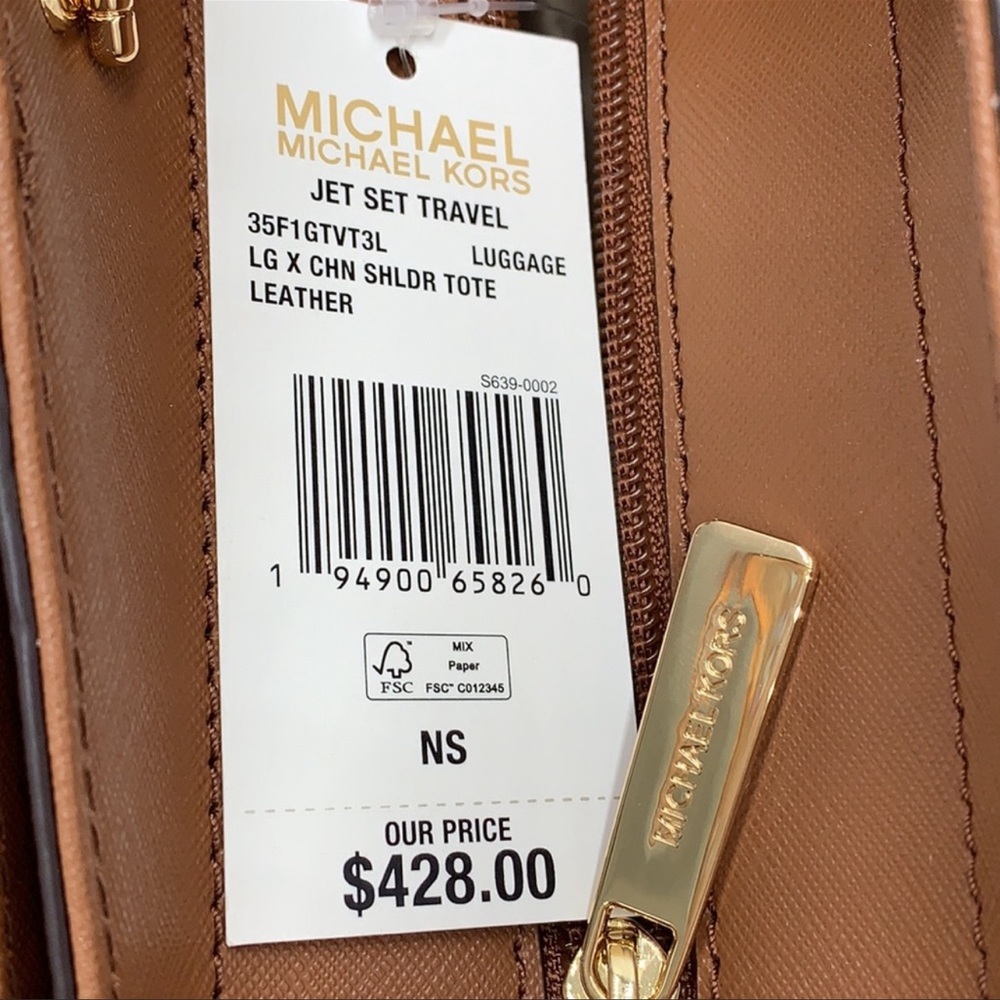 MICHAEL
MICHAEL KORS
JET SET TRAVEL
35F1GTVT3L LUGGAGE
LG X CHN SHLDR TOTE
LEATHER
S639-0002
1 94900 65826 0
FSC
MIX
Paper
FSC™ C012345
NS
OUR PRICE
$428.00
MICHAEL KORS